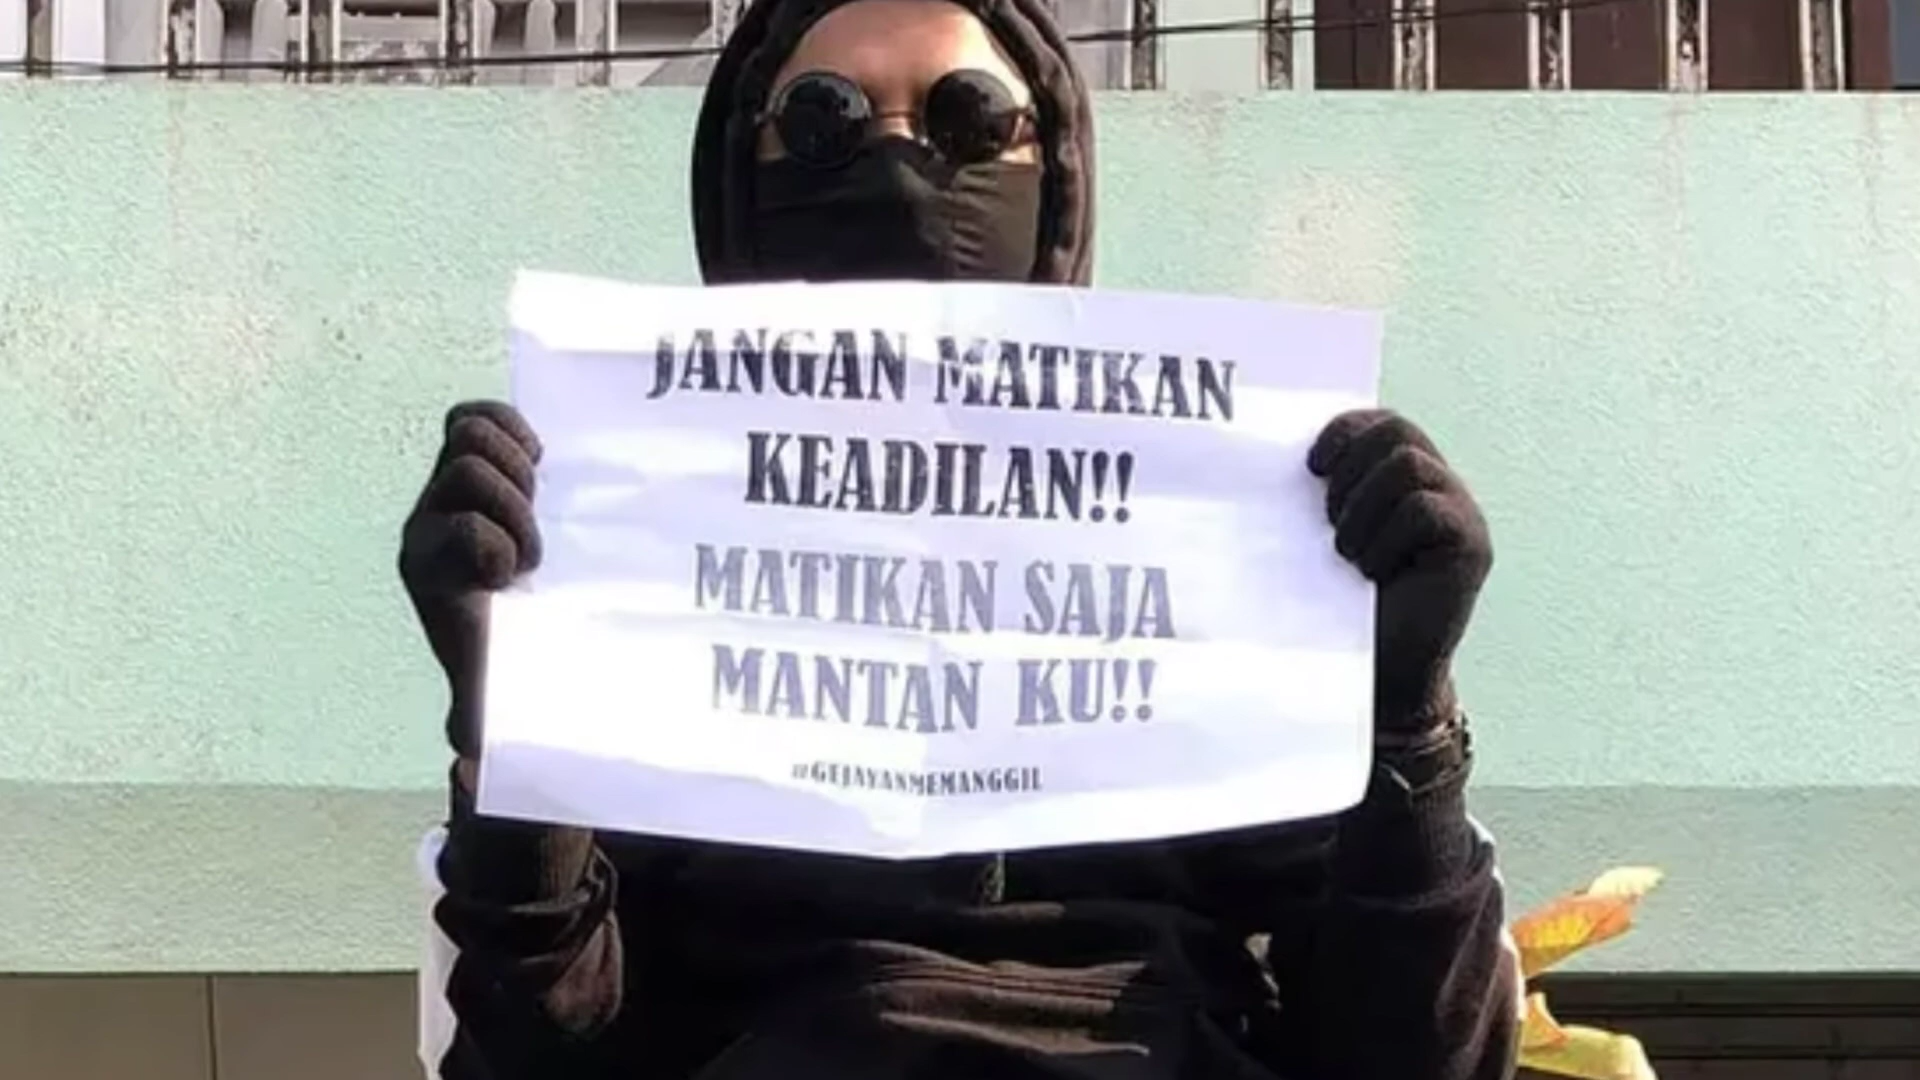 JANGAN MATIKAN
KEADILAN!!
MATIKAN SAJA
MANTAN KU!!
#GEJAYANMEMANGGIL